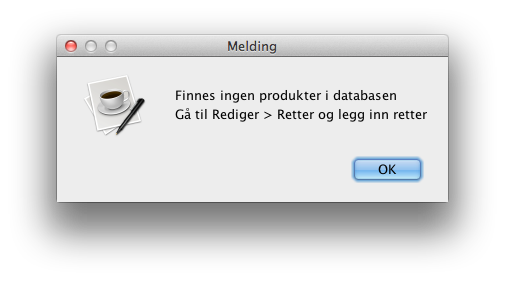 Melding
Finnes ingen produkter i databasen
Gå til Rediger > Retter og legg inn retter
OK